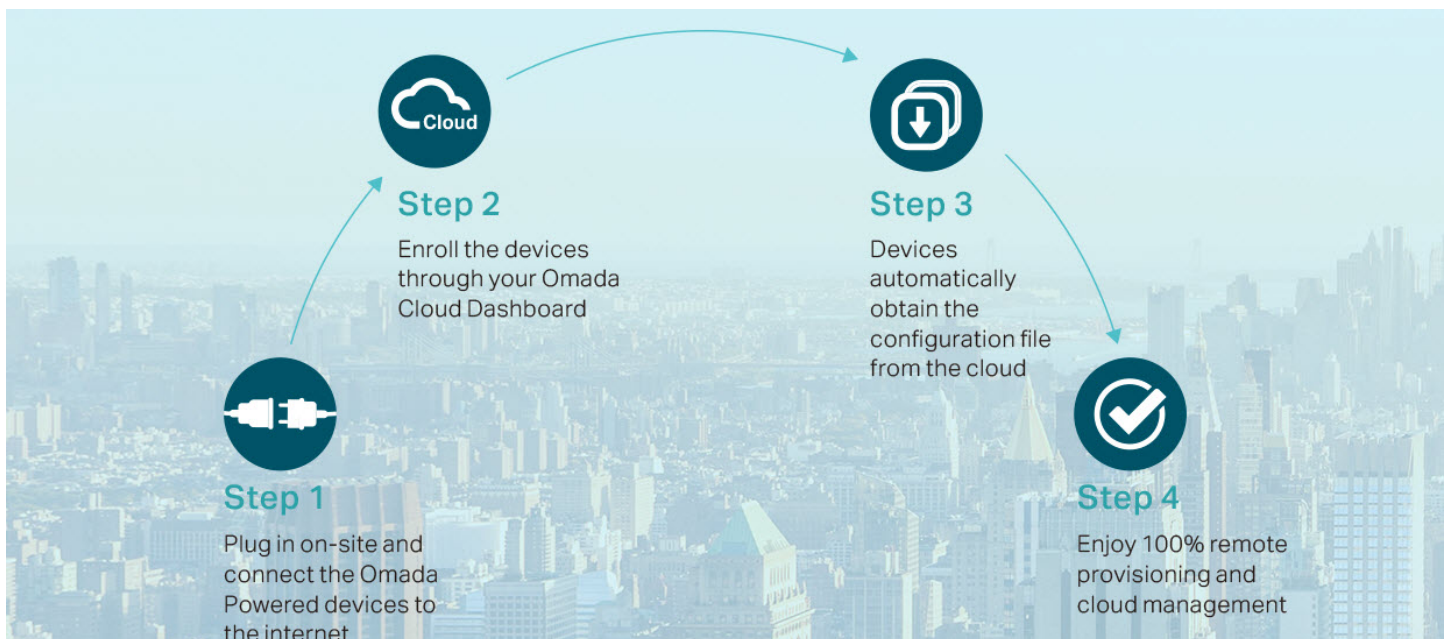 Cloud
Step 2
Enroll the devices
through your Omada
Cloud Dashboard
Step 3
Devices
automatically
obtain the
configuration file
from the cloud
Step 1
Plug in on-site and
connect the Omada
Powered devices to
the internet
Step 4
Enjoy 100% remote
provisioning and
cloud management